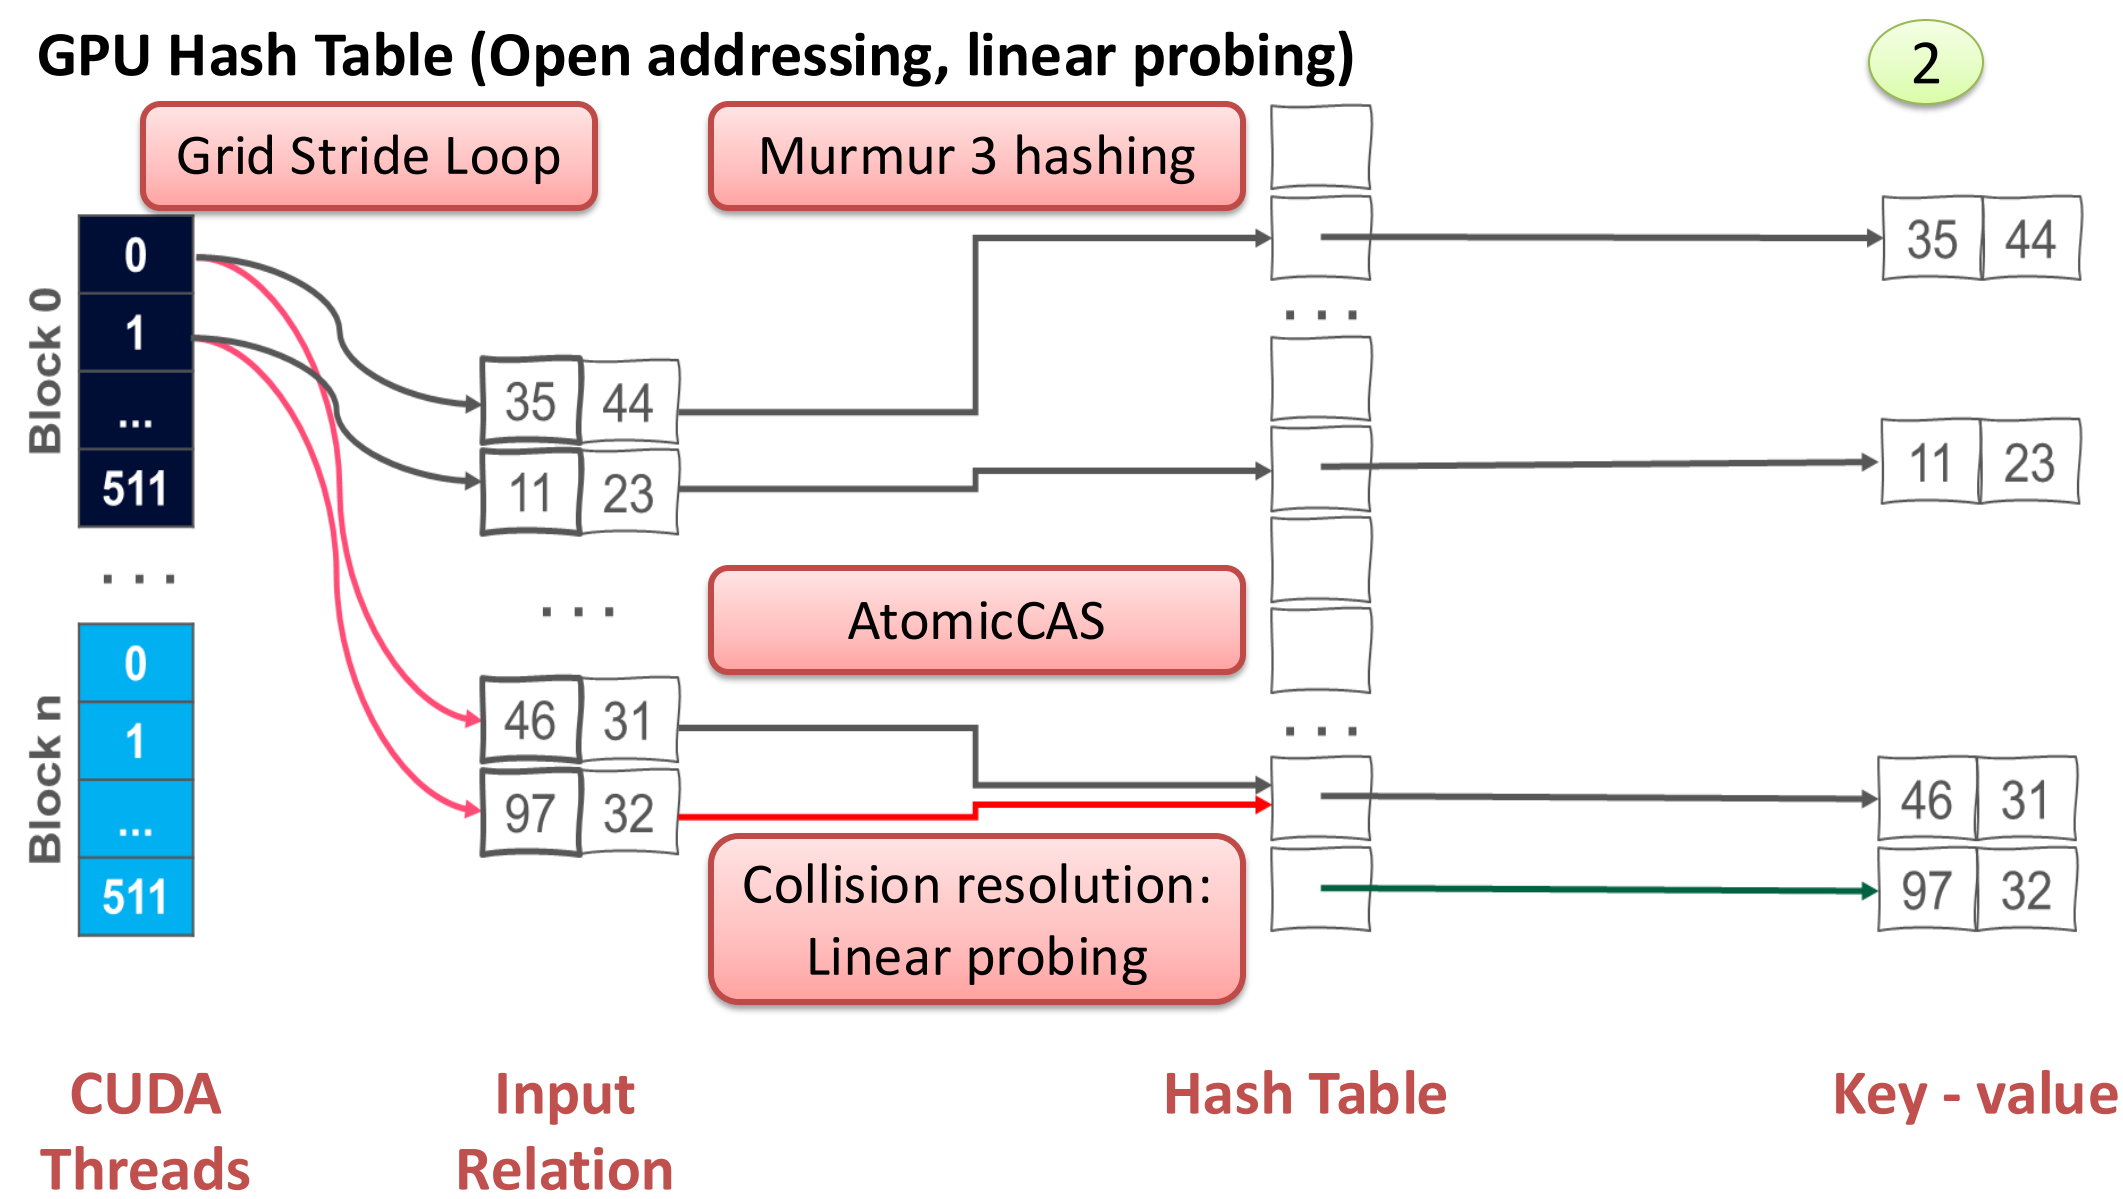 GPU Hash Table (Open addressing, linear probing)
2
Grid Stride Loop
Murmur 3 hashing
Block 0
0
1
...
511
. . .
Block n
0
1
...
511
35 44
11 23
. . .
46 31
97 32
AtomicCAS
Collision resolution:
Linear probing
. . .
. . .
35 44
11 23
46 31
97 32
CUDA
Threads
Input
Relation
Hash Table
Key - value